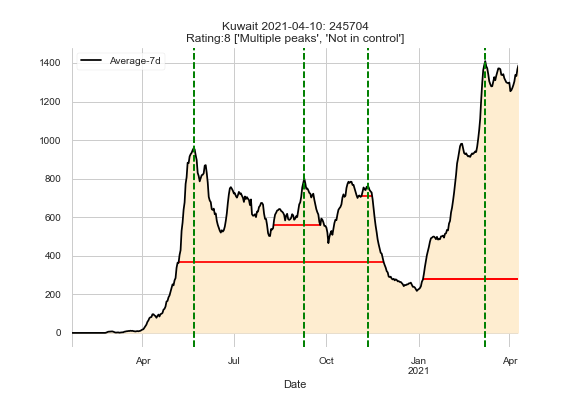 Kuwait 2021-04-10: 245704
Rating:8 ['Multiple peaks', 'Not in control']
Average-7d
1400
1200
1000
800
600
400
200
0
Apr
Jul
Oct
Jan
2021
Apr
Date